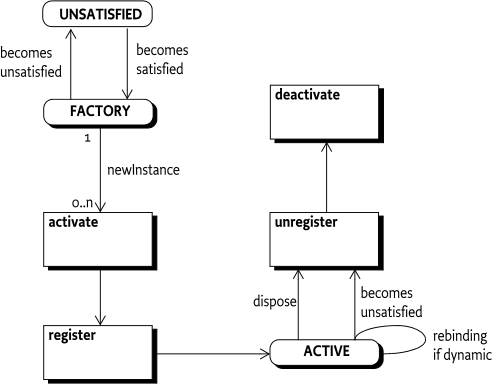 UNSATISFIED
becomes
unsatisfied
becomes
satisfied
FACTORY
1
newInstance
0..n
activate
register
deactivate
unregister
dispose
becomes
unsatisfied
ACTIVE
rebinding
if dynamic